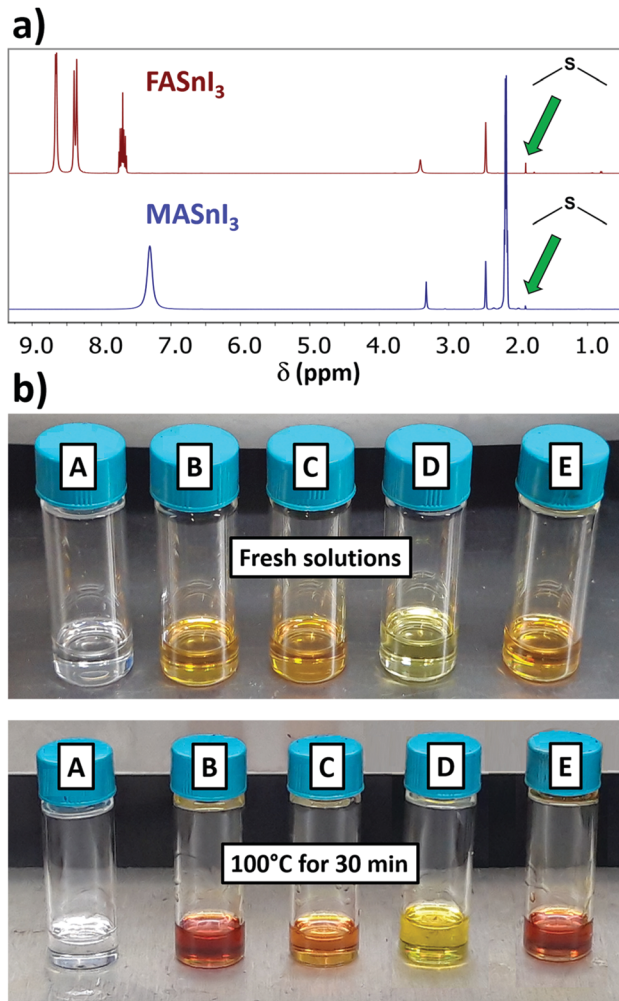 a)
FASnI₃
S
MASnI₃
S
9.0 8.0 7.0 6.0 5.0 4.0 3.0 2.0 1.0
δ (ppm)
b)
A B C D E
Fresh solutions
A B C D E
100°C for 30 min